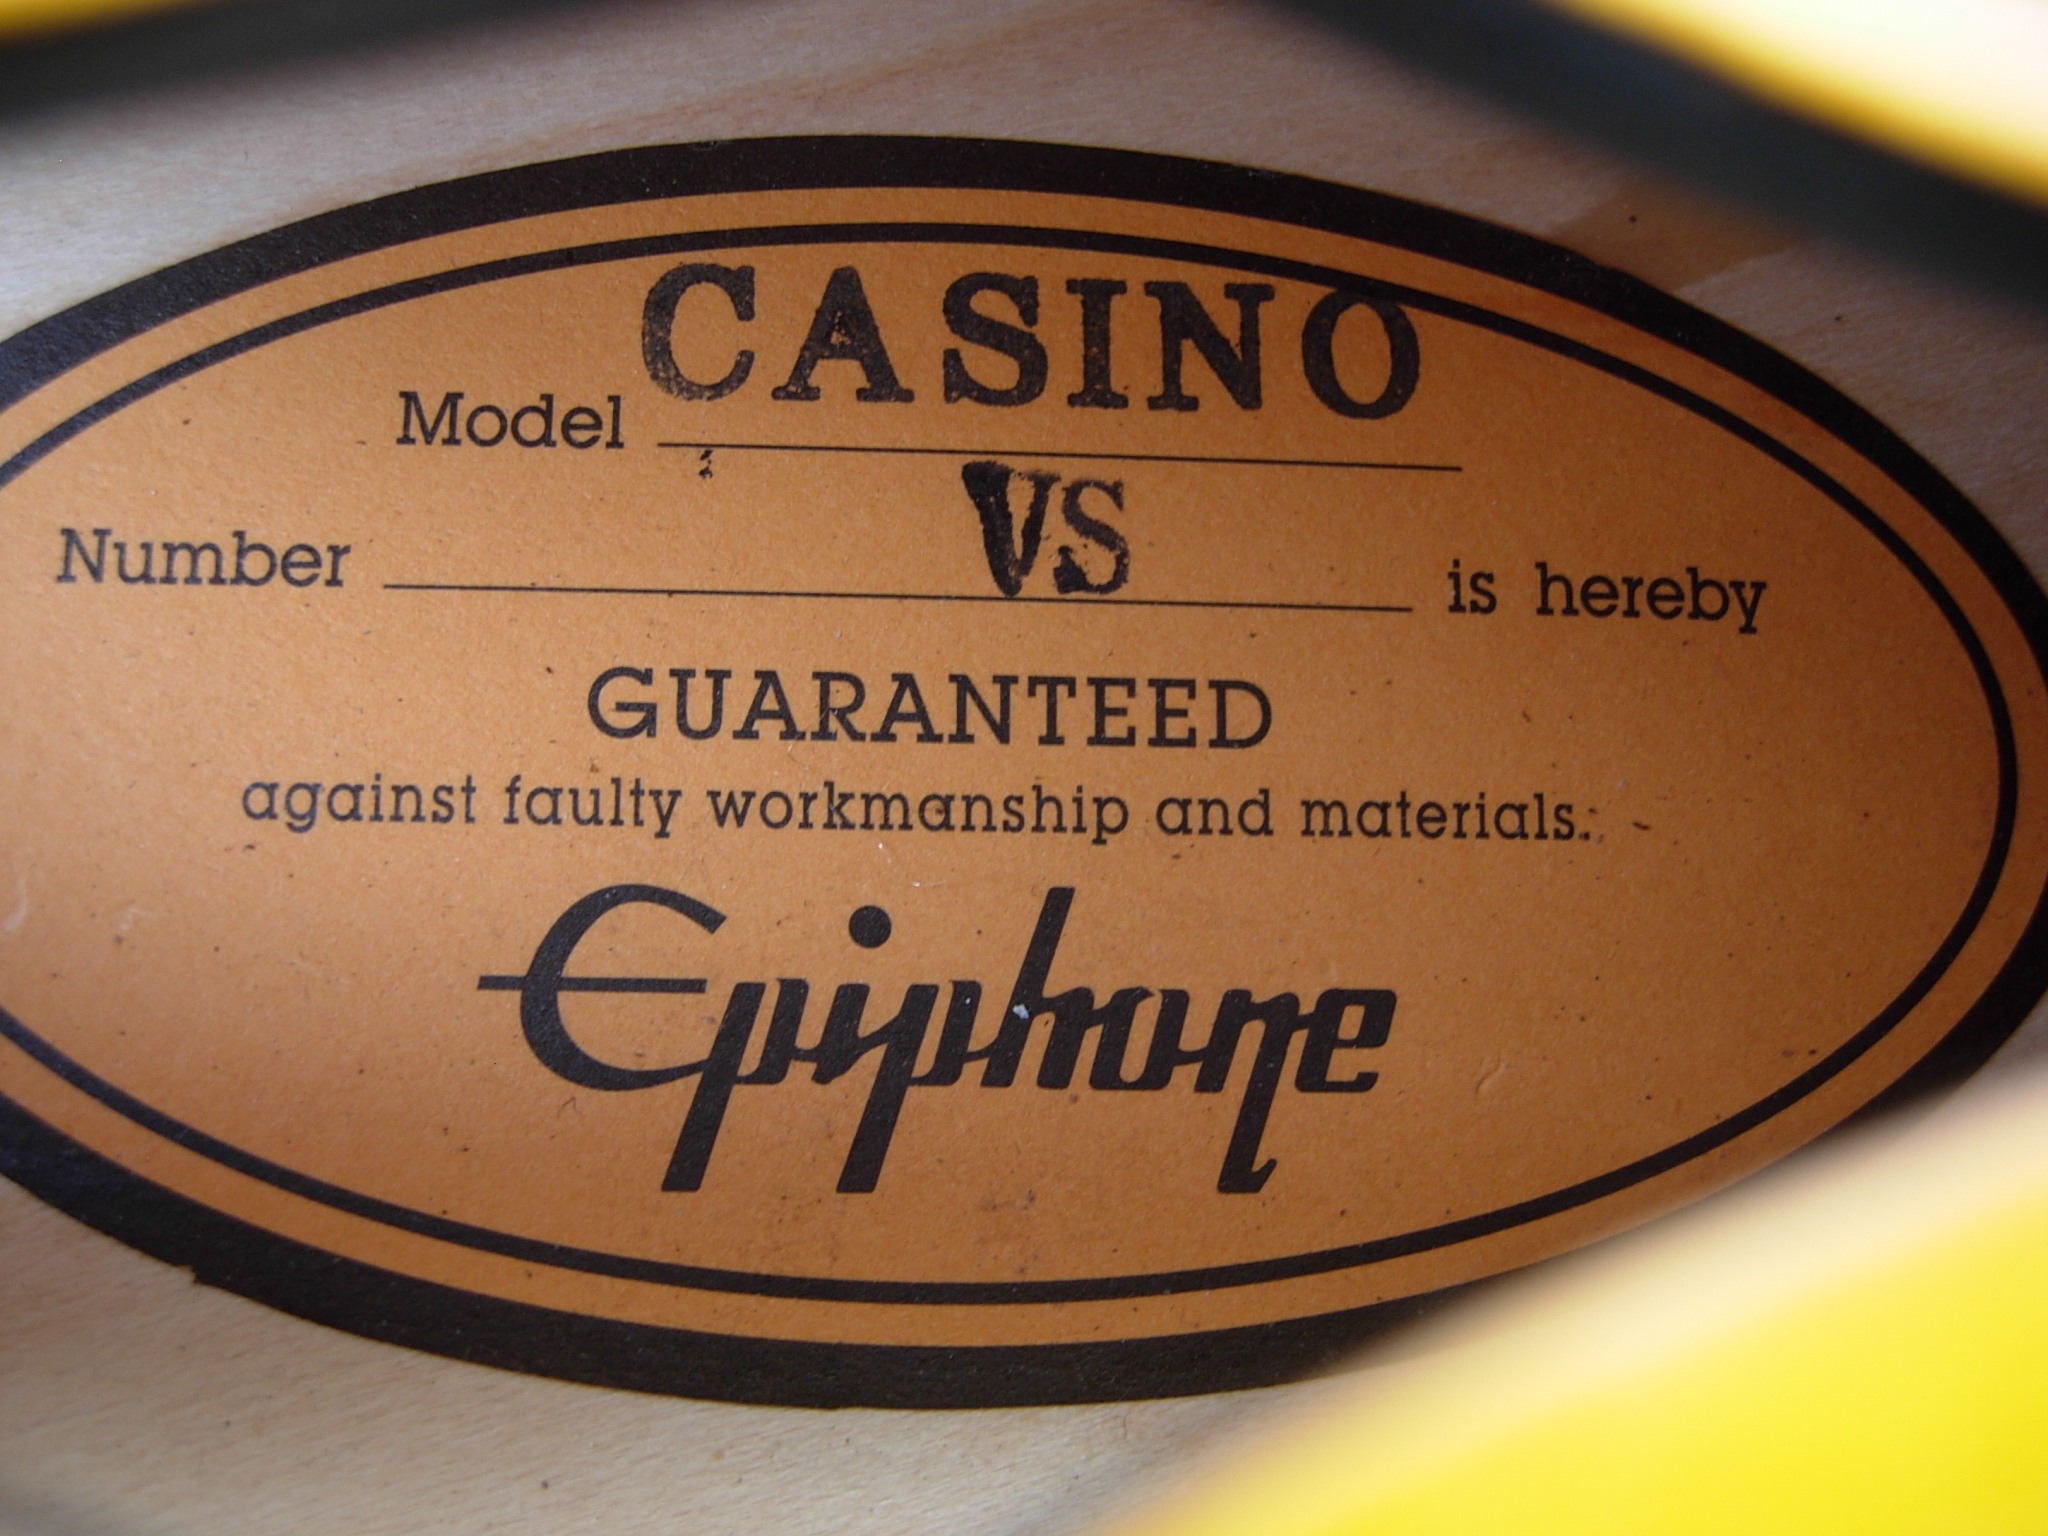 Model CASINO
Number VS is hereby
GUARANTEED
against faulty workmanship and materials.
Epiphone